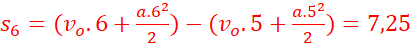 s₆ = (v₀. 6 + a.6²/2) − (v₀. 5 + a.5²/2) = 7,25